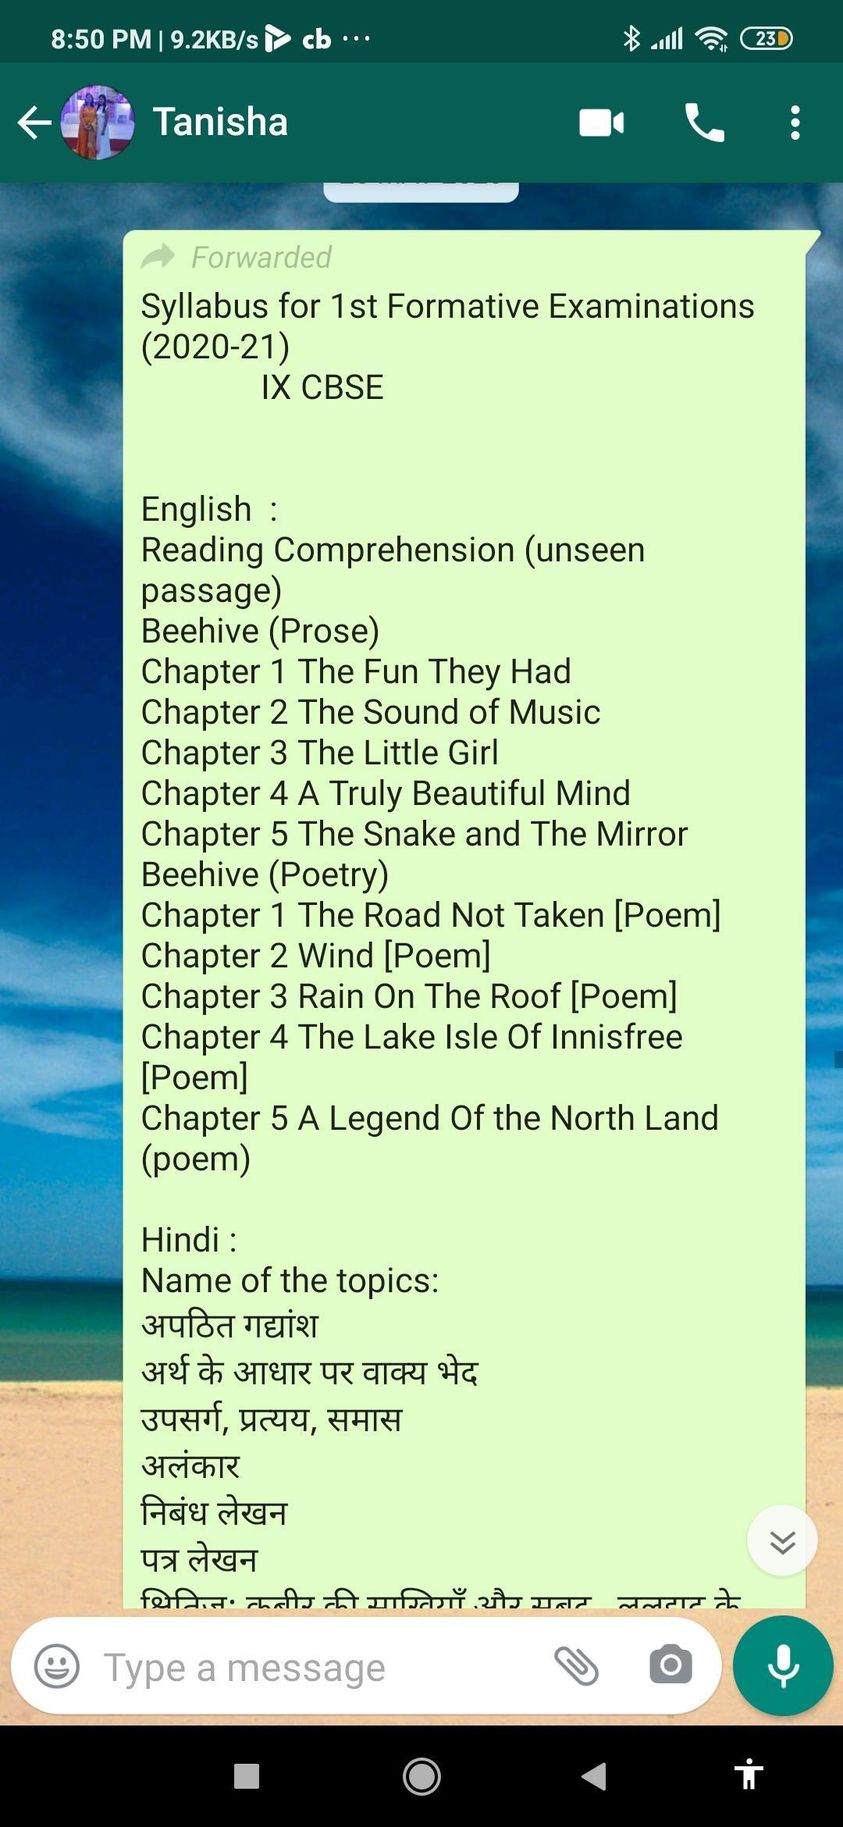 8:50 PM | 9.2KB/s cb ...
23
Tanisha
Forwarded
Syllabus for 1st Formative Examinations
(2020-21)
IX CBSE
English :
Reading Comprehension (unseen
passage)
Beehive (Prose)
Chapter 1 The Fun They Had
Chapter 2 The Sound of Music
Chapter 3 The Little Girl
Chapter 4 A Truly Beautiful Mind
Chapter 5 The Snake and The Mirror
Beehive (Poetry)
Chapter 1 The Road Not Taken [Poem]
Chapter 2 Wind [Poem]
Chapter 3 Rain On The Roof [Poem]
Chapter 4 The Lake Isle Of Innisfree
[Poem]
Chapter 5 A Legend Of the North Land
(poem)
Hindi :
Name of the topics:
अपठित गद्यांश
अर्थ के आधार पर वाक्य भेद
उपसर्ग, प्रत्यय, समास
अलंकार
निबंध लेखन
पत्र लेखन
क्षितिज: कबीर की साखियाँ और सबद
Type a message